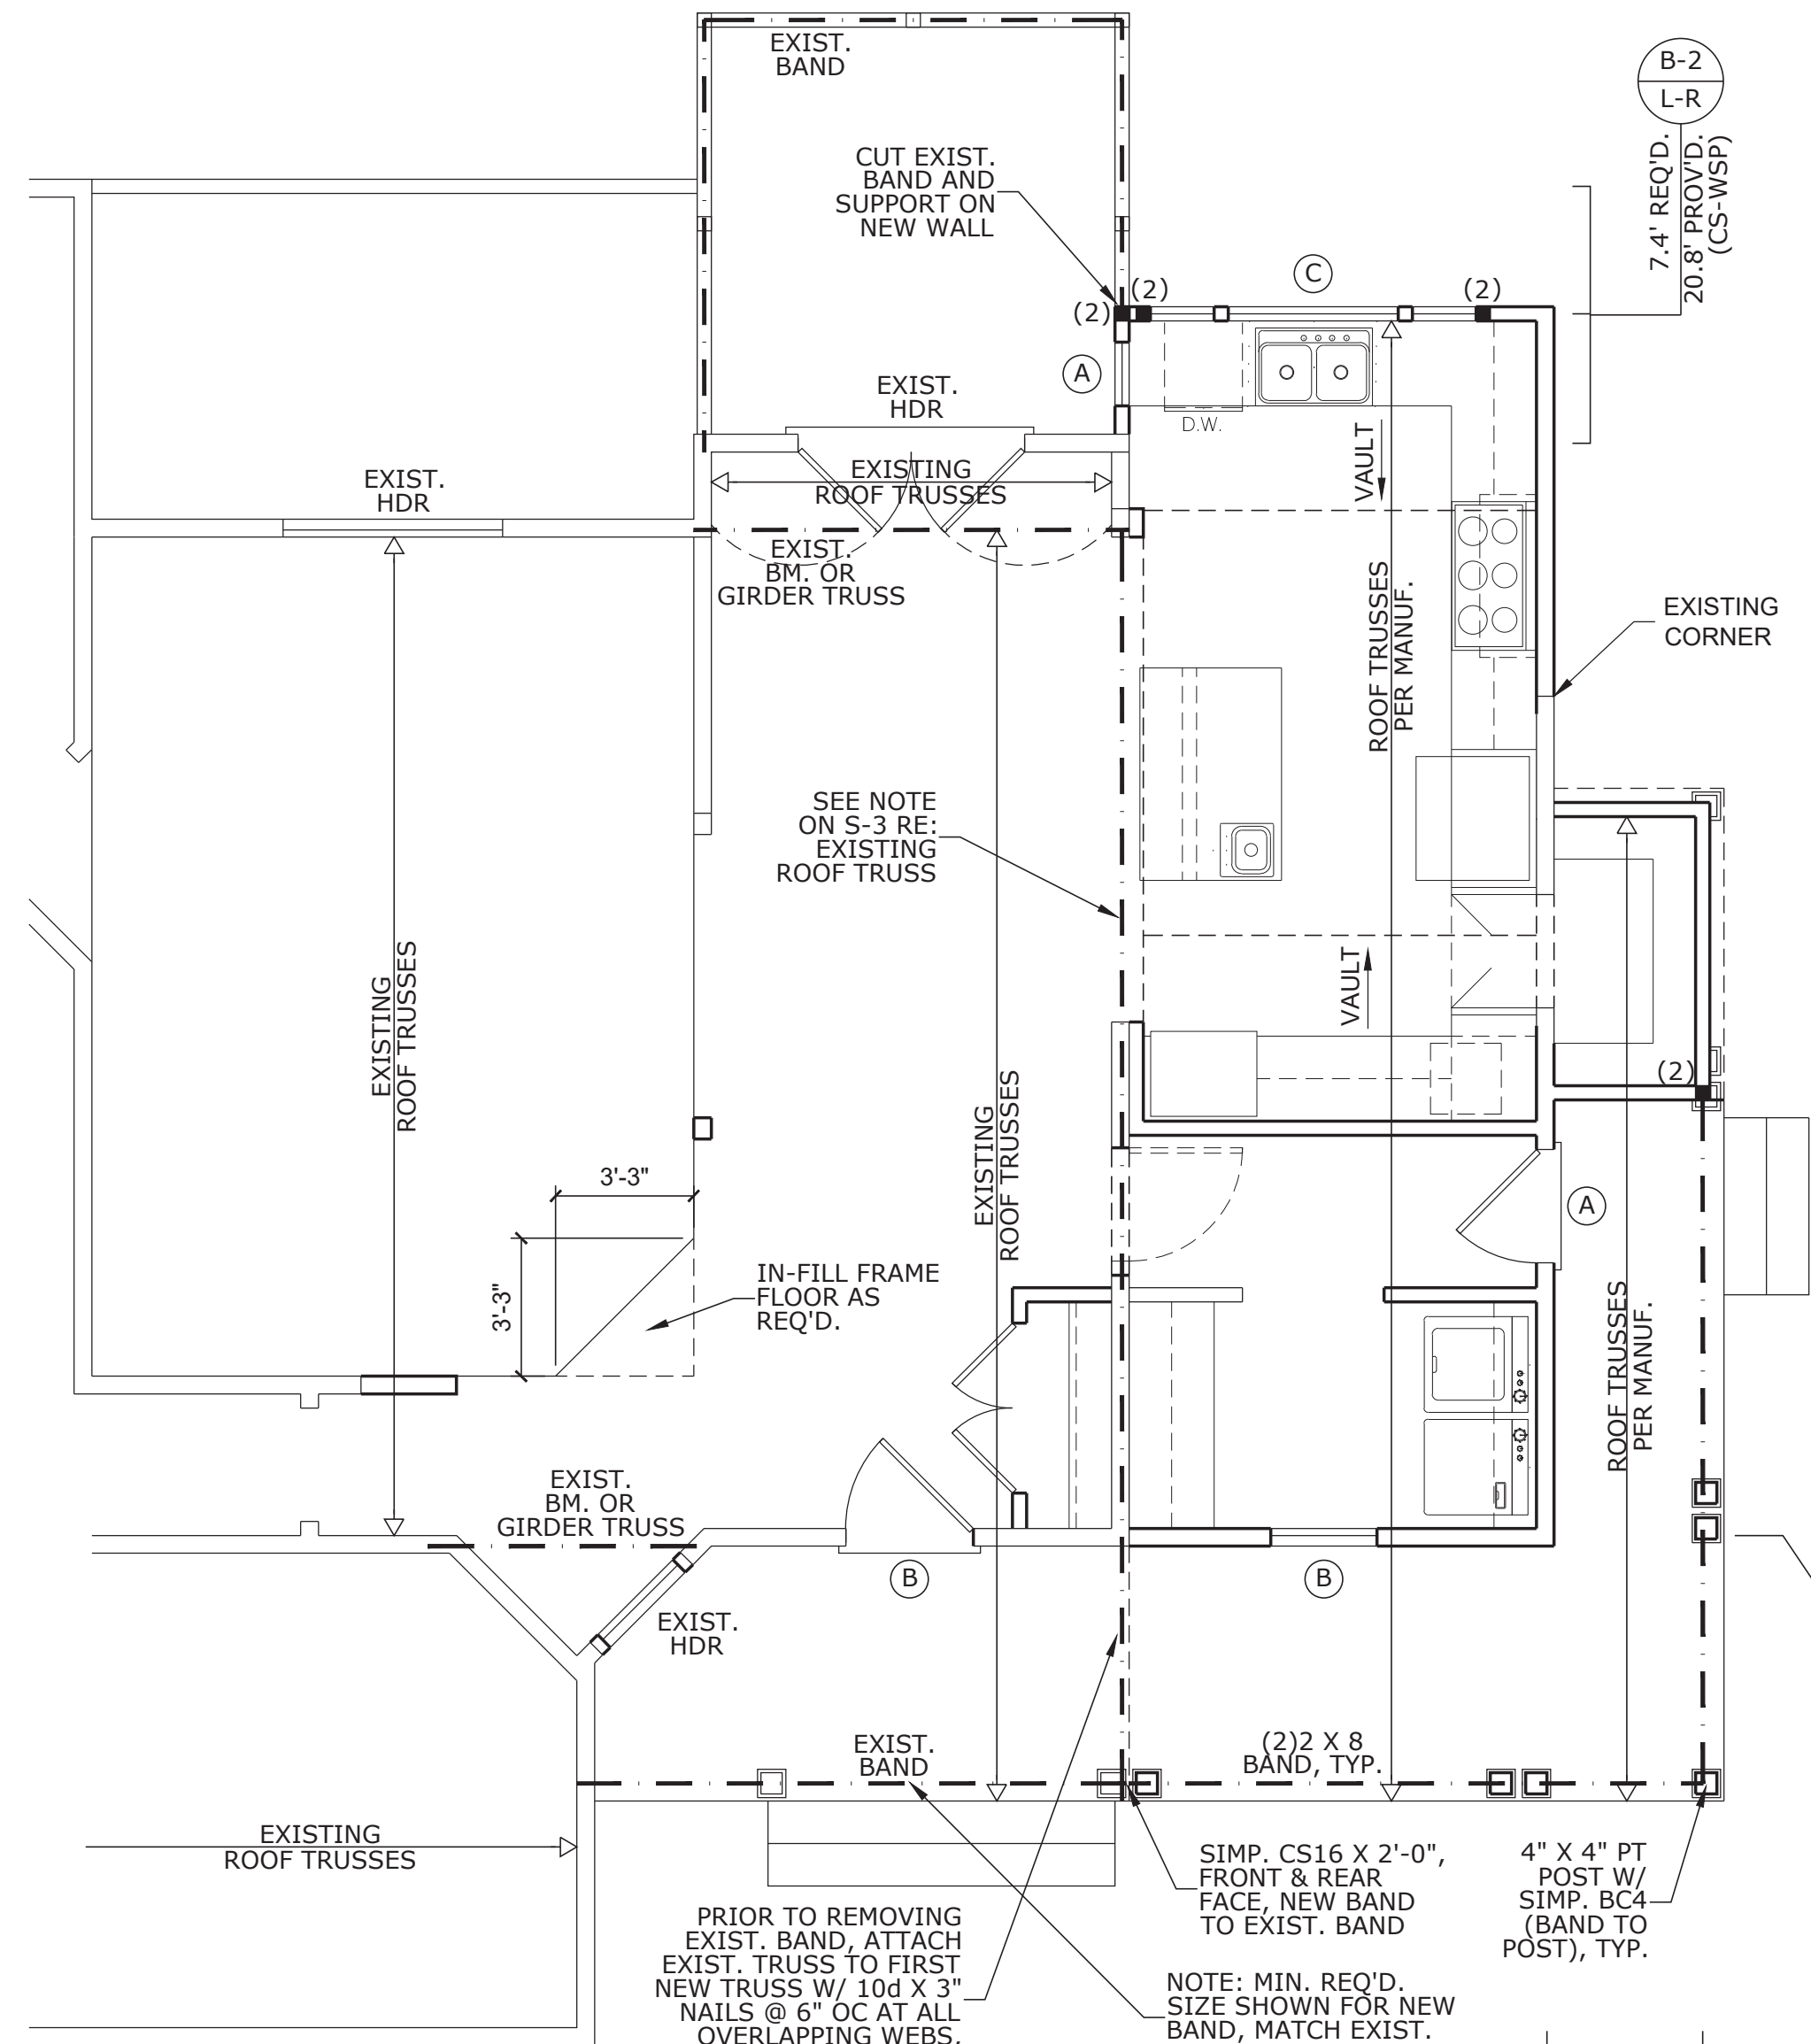 EXIST.
BAND
B-2
L-R
7.4' REQ'D.
20.8' PROV'D.
(CS-WSP)
CUT EXIST.
BAND AND
SUPPORT ON
NEW WALL
(2)
(2)
C
(2)
A
EXIST.
HDR
D.W.
EXIST.
HDR
EXISTING
ROOF TRUSSES
VAULT
EXIST.
BM. OR
GIRDER TRUSS
ROOF TRUSSES
PER MANUF.
EXISTING
CORNER
SEE NOTE
ON S-3 RE:
EXISTING
ROOF TRUSS
EXISTING
ROOF TRUSSES
VAULT
(2)
EXISTING
ROOF TRUSSES
3'-3"
A
3'-3"
IN-FILL FRAME
FLOOR AS
REQ'D.
ROOF TRUSSES
PER MANUF.
EXIST.
BM. OR
GIRDER TRUSS
B
B
EXIST.
HDR
EXIST.
BAND
(2)2 X 8
BAND, TYP.
EXISTING
ROOF TRUSSES
SIMP. CS16 X 2'-0",
FRONT & REAR
FACE, NEW BAND
TO EXIST. BAND
4" X 4" PT
POST W/
SIMP. BC4
(BAND TO
POST), TYP.
PRIOR TO REMOVING
EXIST. BAND, ATTACH
EXIST. TRUSS TO FIRST
NEW TRUSS W/ 10d X 3"
NAILS @ 6" OC AT ALL
OVERLAPPING WEBS,
NOTE: MIN. REQ'D.
SIZE SHOWN FOR NEW
BAND, MATCH EXIST.